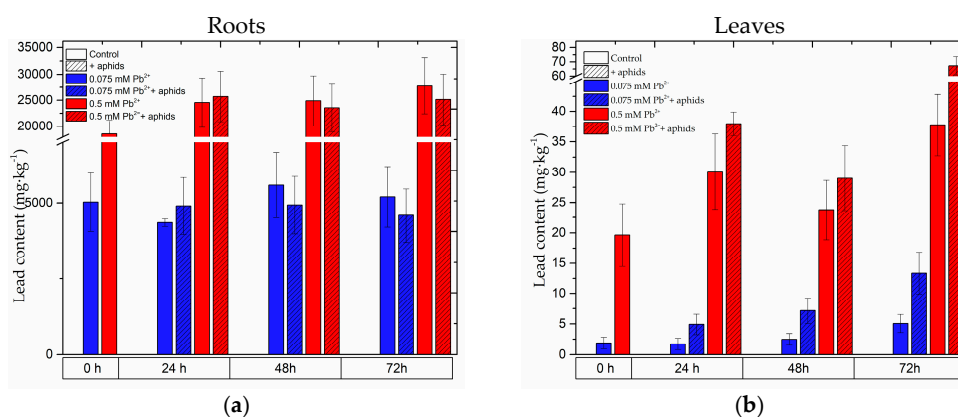 Roots
35000
30000
25000
20000
5000
0
Lead content (mg·kg⁻¹)
Control
+ aphids
0.075 mM Pb²⁺
0.075 mM Pb²⁺+ aphids
0.5 mM Pb²⁺
0.5 mM Pb²⁺+ aphids
0 h
24 h
48h
72h
(a)
Leaves
80
70
60
40
35
30
25
20
15
10
5
0
Lead content (mg·kg⁻¹)
Control
+ aphids
0.075 mM Pb²⁺
0.075 mM Pb²⁺+ aphids
0.5 mM Pb²⁺
0.5 mM Pb²⁺+ aphids
0 h
24 h
48h
72h
(b)